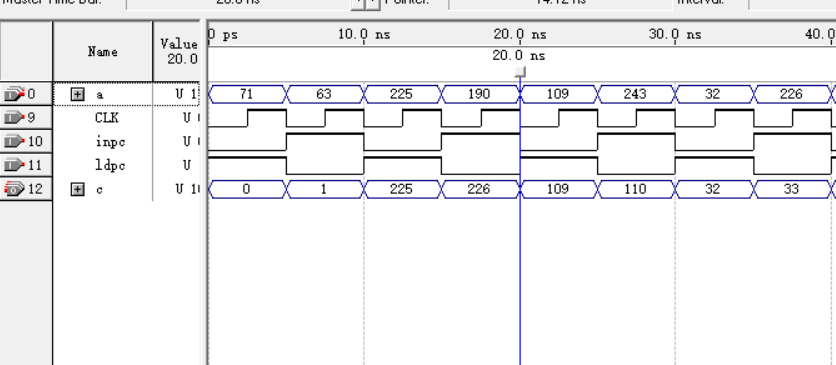 Master Time Bar: 20.0 ns Pointer: 14.12 ns Interval:
Name Value 20.0 0 ps 10.0 ns 20.0 ns 30.0 ns 40.0
20.0 ns
0 a U 1 71 63 225 190 109 243 32 226
9 CLK U
10 inpc U
11 ldpc U
12 c U 1 0 1 225 226 109 110 32 33